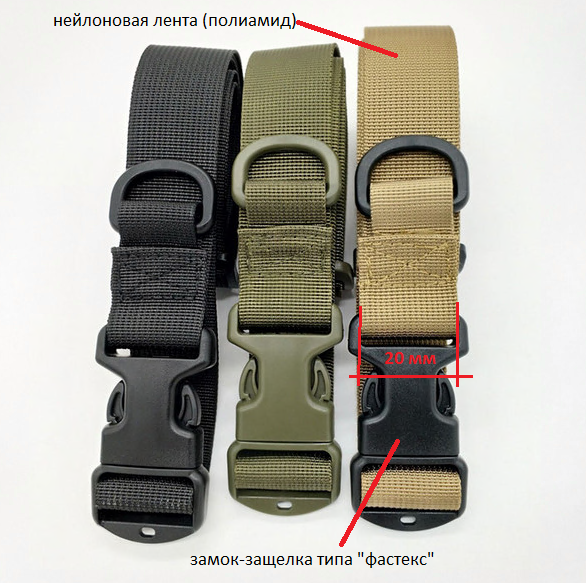 нейлоновая лента (полиамид)
20 мм
замок-защелка типа "фастекс"